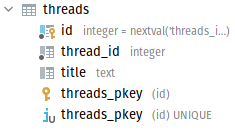 threads
id integer = nextval('threads_i...
thread_id integer
title text
threads_pkey (id)
threads_pkey (id) UNIQUE